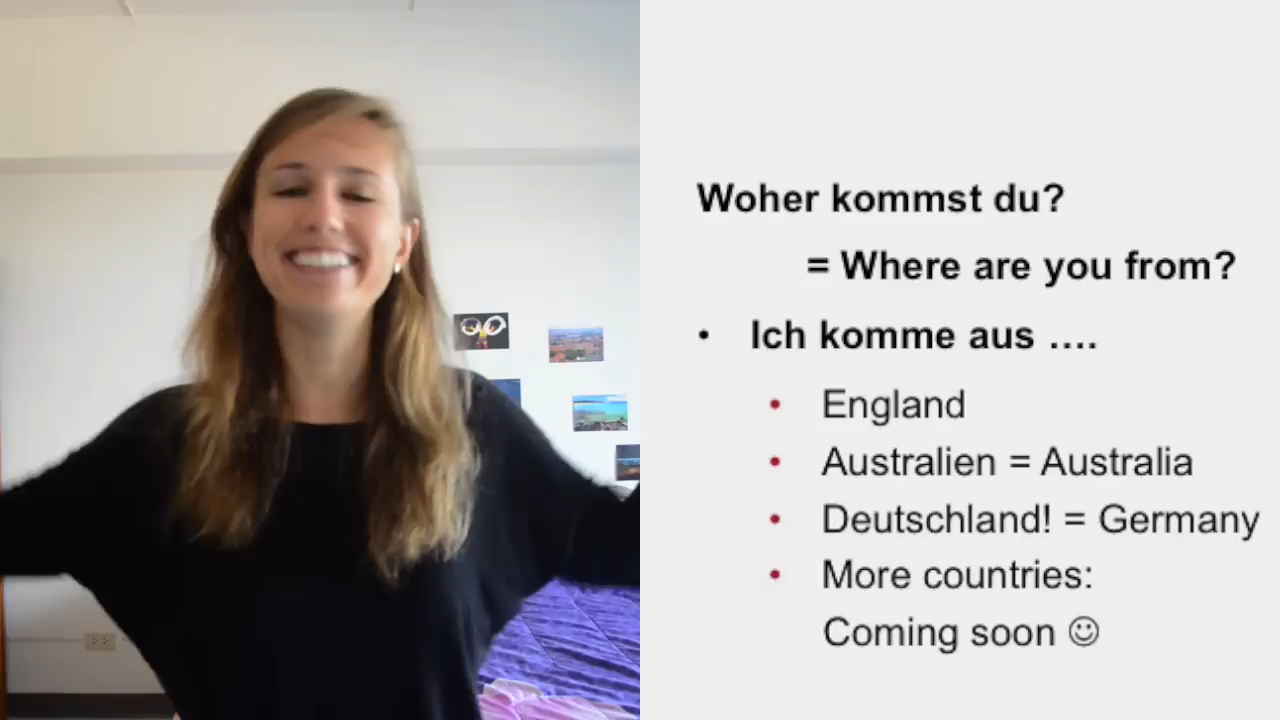 Woher kommst du?
= Where are you from?
• Ich komme aus ....
• England
• Australien = Australia
• Deutschland! = Germany
• More countries:
Coming soon ☺